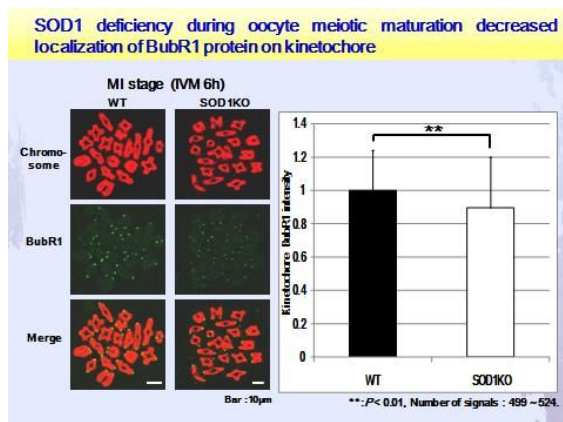 SOD1 deficiency during oocyte meiotic maturation decreased
localization of BubR1 protein on kinetochore
MI stage (IVM 6h)
WT
SOD1KO
Chromo-
some
BubR1
Merge
Bar : 10μm
Kinetochore BubR1 intensity
1.4
1.2
1
0.8
0.6
0.4
0.2
0
**
WT
SOD1KO
**:P< 0.01, Number of signals : 499 ~ 524.